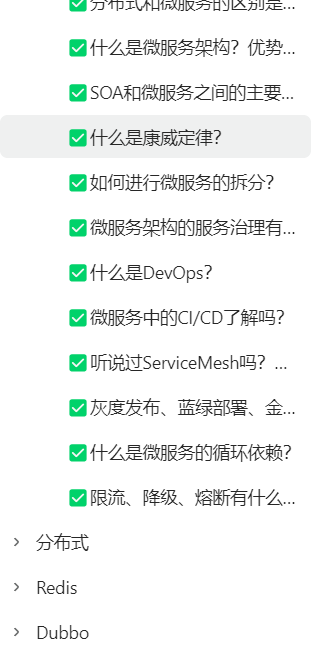 分布式和微服务的区别是...
什么是微服务架构？优势...
SOA和微服务之间的主要...
什么是康威定律？
如何进行微服务的拆分？
微服务架构的服务治理有...
什么是DevOps？
微服务中的CI/CD了解吗？
听说过ServiceMesh吗？...
灰度发布、蓝绿部署、金...
什么是微服务的循环依赖？
限流、降级、熔断有什么...
分布式
Redis
Dubbo